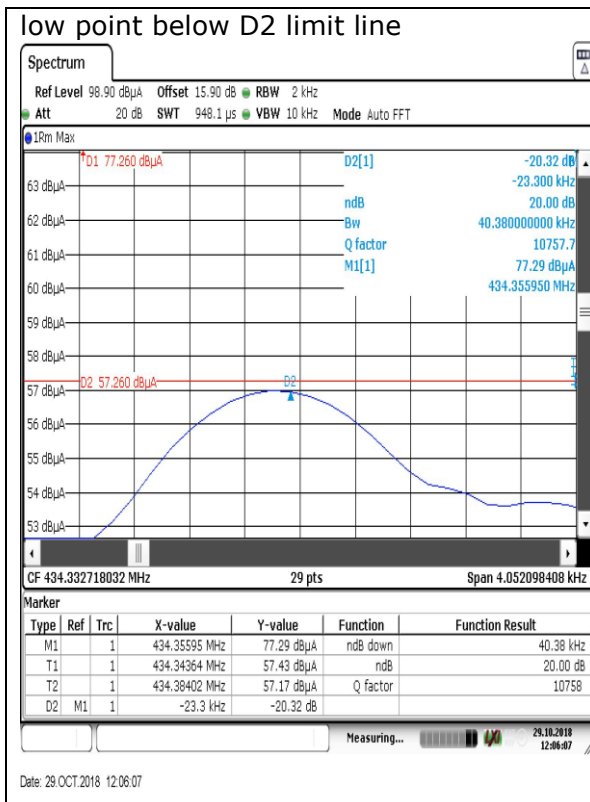 low point below D2 limit line
Spectrum
Ref Level 98.90 dBµA Offset 15.90 dB RBW 2 kHz
Att 20 dB SWT 948.1 µs VBW 10 kHz Mode Auto FFT
1Rm Max
D1 77.260 dBµA
D2[1] -20.32 dB
-23.300 kHz
ndB 20.00 dB
Bw 40.380000000 kHz
Q factor 10757.7
M1[1] 77.29 dBµA
434.355950 MHz
63 dBµA
62 dBµA
61 dBµA
60 dBµA
59 dBµA
58 dBµA
57 dBµA
D2 57.260 dBµA
D2
56 dBµA
55 dBµA
54 dBµA
53 dBµA
CF 434.332718032 MHz 29 pts Span 4.052098408 kHz
Marker
Type Ref Trc X-value Y-value Function Function Result
M1 1 434.35595 MHz 77.29 dBµA ndB down 40.38 kHz
T1 1 434.34364 MHz 57.43 dBµA ndB 20.00 dB
T2 1 434.38402 MHz 57.17 dBµA Q factor 10758
D2 M1 1 -23.3 kHz -20.32 dB
Measuring... 29.10.2018
12:06:07
Date: 29.OCT.2018 12:06:07